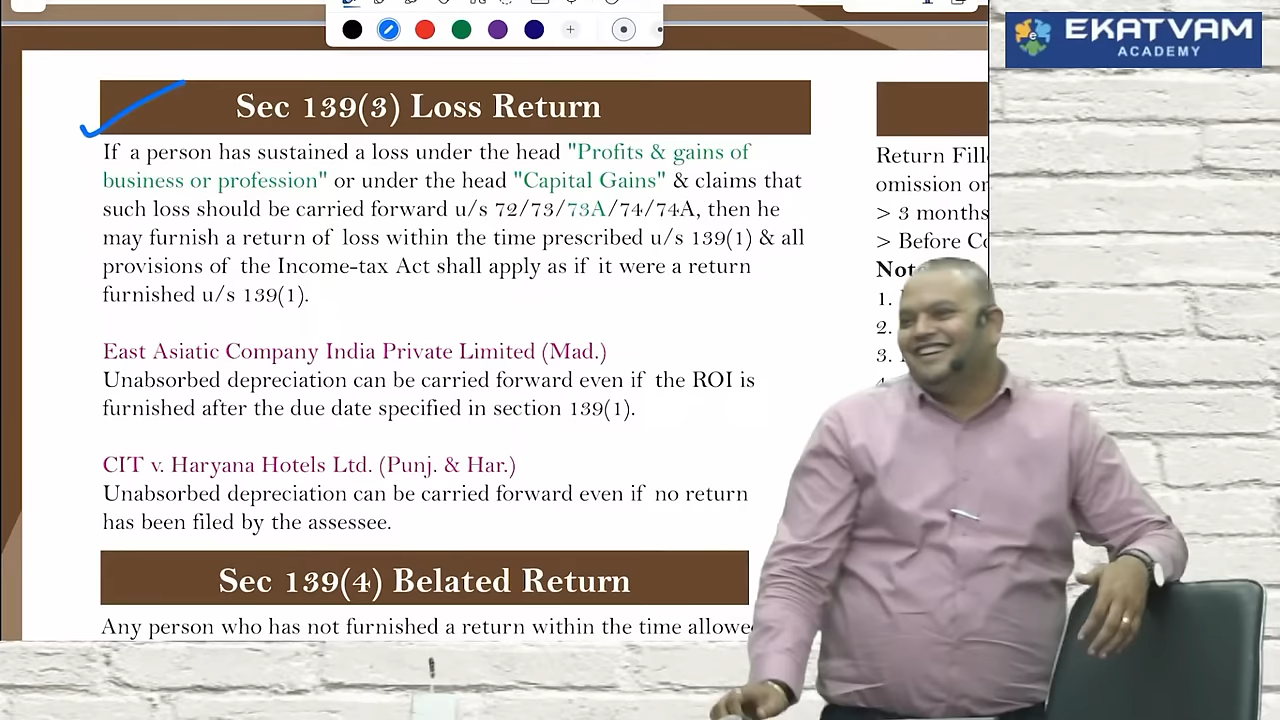 EKATVAM
ACADEMY
Sec 139(3) Loss Return
If a person has sustained a loss under the head "Profits & gains of
business or profession" or under the head "Capital Gains" & claims that
such loss should be carried forward u/s 72/73/73A/74/74A, then he
may furnish a return of loss within the time prescribed u/s 139(1) & all
provisions of the Income-tax Act shall apply as if it were a return
furnished u/s 139(1).
East Asiatic Company India Private Limited (Mad.)
Unabsorbed depreciation can be carried forward even if the ROI is
furnished after the due date specified in section 139(1).
CIT v. Haryana Hotels Ltd. (Punj. & Har.)
Unabsorbed depreciation can be carried forward even if no return
has been filed by the assessee.
Sec 139(4) Belated Return
Any person who has not furnished a return within the time
Return
omission or
> 3 months
> Before
1.
2.
3.